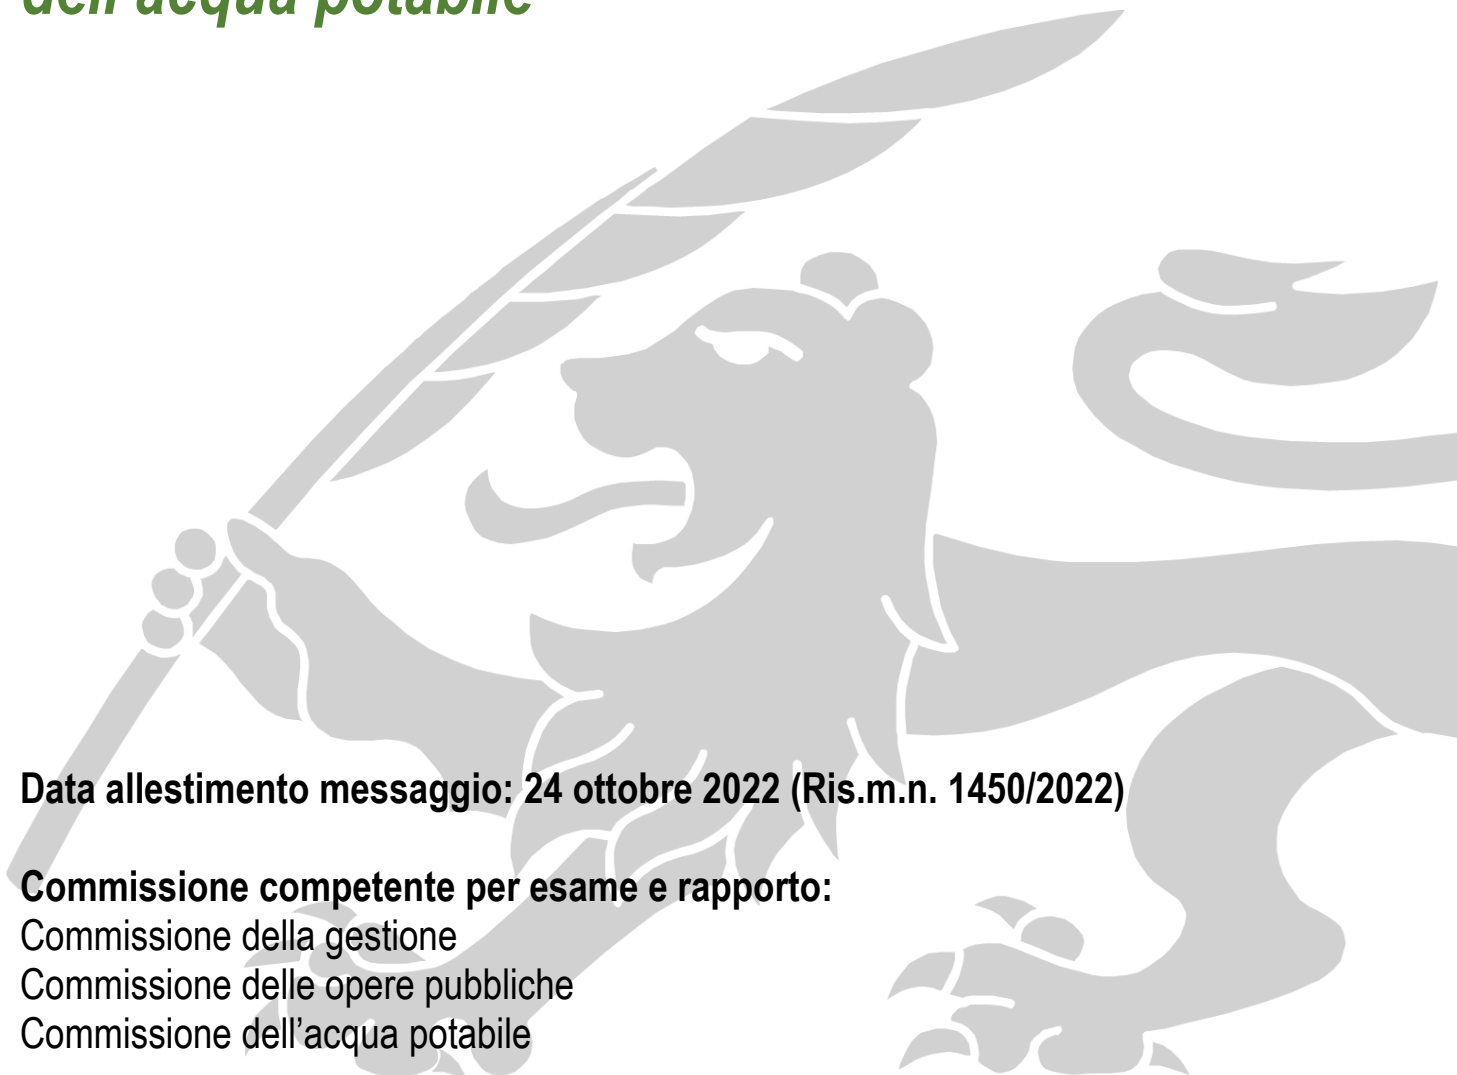 dell'acqua potabile
Data allestimento messaggio: 24 ottobre 2022 (Ris.m.n. 1450/2022)
Commissione competente per esame e rapporto:
Commissione della gestione
Commissione delle opere pubbliche
Commissione dell’acqua potabile